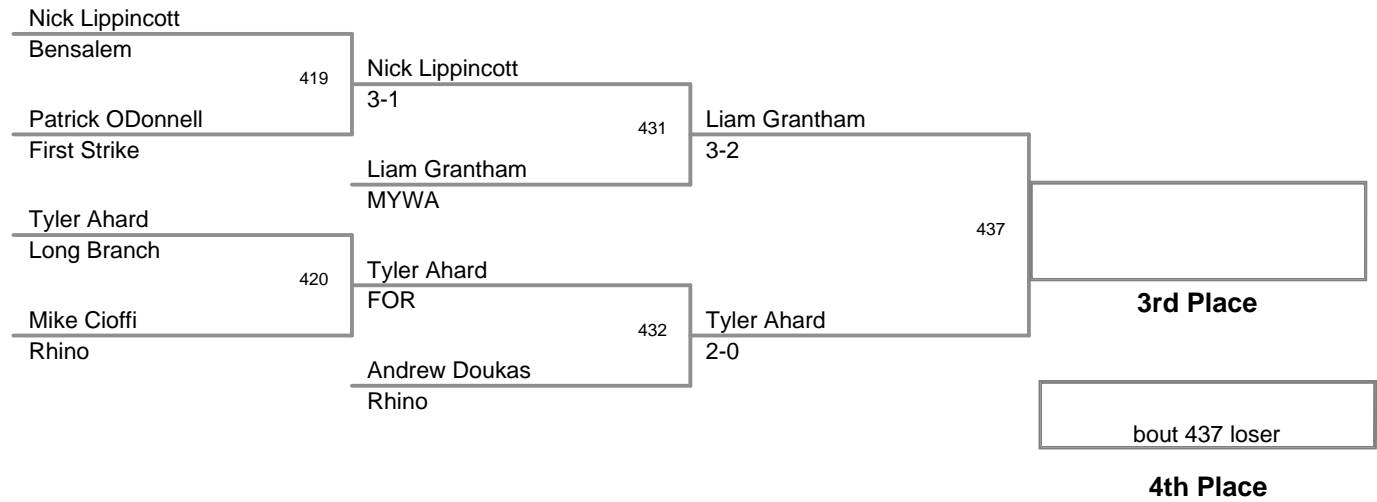 Nick Lippincott
Bensalem
419
Nick Lippincott
3-1
Patrick ODonnell
First Strike
431
Liam Grantham
3-2
Liam Grantham
MYWA
Tyler Ahard
Long Branch
437
420
Tyler Ahard
FOR
3rd Place
Mike Cioffi
Rhino
432
Tyler Ahard
2-0
Andrew Doukas
Rhino
bout 437 loser
4th Place